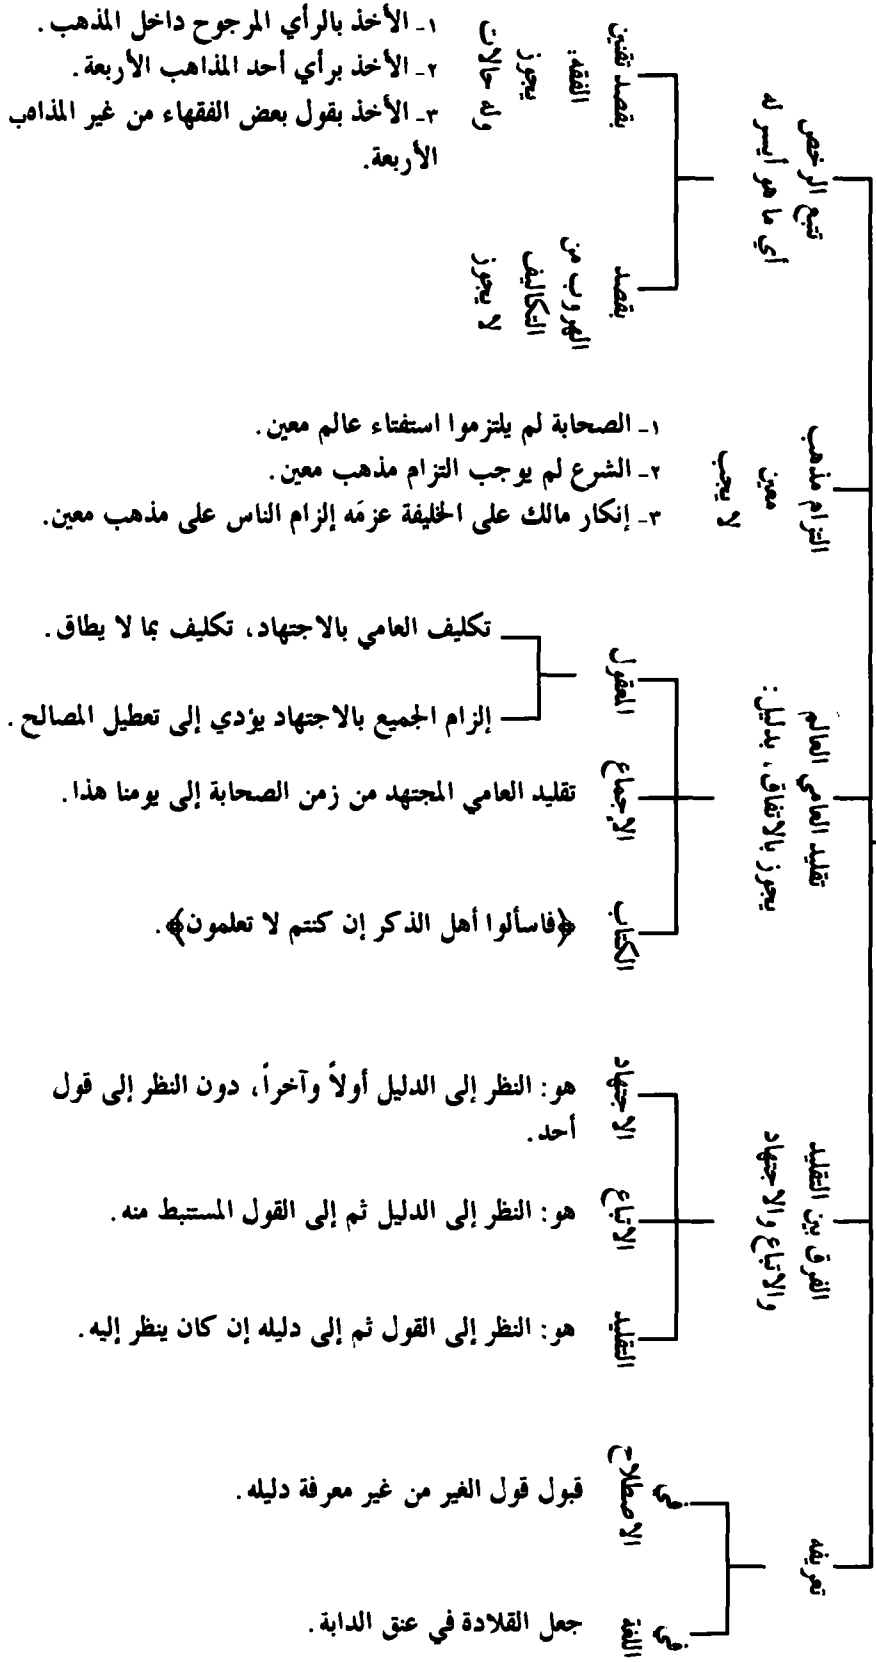 تتبع الرخص
أي ما هو أيسر له
بقصد تقنين
الفقه:
يجوز
وله حالات
١- الأخذ بالرأي المرجوح داخل المذهب.
٢- الأخذ برأي أحد المذاهب الأربعة.
٣- الأخذ بقول بعض الفقهاء من غير المذاهب
الأربعة.
بقصد
الهروب من
التكاليف
لا يجوز
التزام مذهب
معين
لا يجب
١- الصحابة لم يلتزموا استفتاء عالم معين.
٢- الشرع لم يوجب التزام مذهب معين.
٣- إنكار مالك على الخليفة عزمَه إلزام الناس على مذهب معين.
تقليد العامي العالم
يجوز بالاتفاق، بدليل:
المعقول
تكليف العامي بالاجتهاد، تكليف بما لا يطاق.
إلزام الجميع بالاجتهاد يؤدي إلى تعطيل المصالح.
الإجماع
تقليد العامي المجتهد من زمن الصحابة إلى يومنا هذا.
الكتاب
﴿فاسألوا أهل الذكر إن كنتم لا تعلمون﴾.
الفرق بين التقليد
والاتباع والاجتهاد
الاجتهاد
هو: النظر إلى الدليل أولاً وآخراً، دون النظر إلى قول
أحد.
الاتباع
هو: النظر إلى الدليل ثم إلى القول المستنبط منه.
التقليد
هو: النظر إلى القول ثم إلى دليله إن كان ينظر إليه.
تعريفه
في
الاصطلاح
قبول قول الغير من غير معرفة دليله.
في
اللغة
جعل القلادة في عنق الدابة.